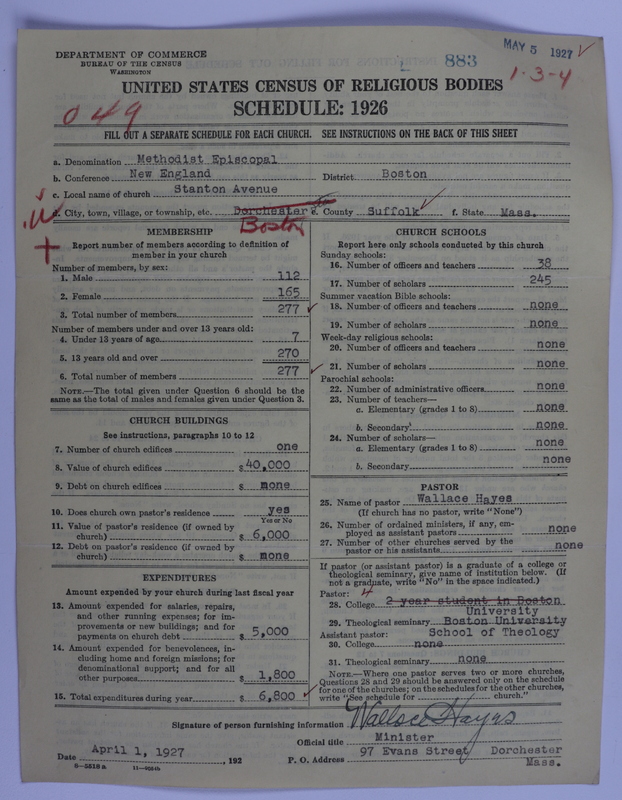 DEPARTMENT OF COMMERCE
BUREAU OF THE CENSUS
WASHINGTON
883
MAY 5 1927
1-3-4
UNITED STATES CENSUS OF RELIGIOUS BODIES
SCHEDULE: 1926
049
FILL OUT A SEPARATE SCHEDULE FOR EACH CHURCH. SEE INSTRUCTIONS ON THE BACK OF THIS SHEET
a. Denomination Methodist Episcopal
b. Conference New England District Boston
c. Local name of church Stanton Avenue
d. City, town, village, or township, etc. Dorchester e. County Suffolk f. State Mass.
Boston
MEMBERSHIP
Report number of members according to definition of
member in your church
Number of members, by sex:
1. Male 112
2. Female 165
3. Total number of members 277
Number of members under and over 13 years old:
4. Under 13 years of age 7
5. 13 years old and over 270
6. Total number of members 277
NOTE.—The total given under Question 6 should be the
same as the total of males and females given under Question 3.
CHURCH BUILDINGS
See instructions, paragraphs 10 to 12
7. Number of church edifices one
8. Value of church edifices $ 40,000
9. Debt on church edifices $ none
10. Does church own pastor's residence yes
Yes or No
11. Value of pastor's residence (if owned by
church) $ 6,000
12. Debt on pastor's residence (if owned by
church) $ none
EXPENDITURES
Amount expended by your church during last fiscal year
13. Amount expended for salaries, repairs,
and other running expenses; for im-
provements or new buildings; and for
payments on church debt $ 5,000
14. Amount expended for benevolences, in-
cluding home and foreign missions; for
denominational support; and for all
other purposes $ 1,800
15. Total expenditures during year $ 6,800
CHURCH SCHOOLS
Report here only schools conducted by this church
Sunday schools:
16. Number of officers and teachers 38
17. Number of scholars 245
Summer vacation Bible schools:
18. Number of officers and teachers none
19. Number of scholars none
Week-day religious schools:
20. Number of officers and teachers none
21. Number of scholars none
Parochial schools:
22. Number of administrative officers none
23. Number of teachers—
a. Elementary (grades 1 to 8) none
b. Secondary none
24. Number of scholars—
a. Elementary (grades 1 to 8) none
b. Secondary none
PASTOR
25. Name of pastor Wallace Hayes
(If church has no pastor, write "None")
26. Number of ordained ministers, if any, em-
ployed as assistant pastors none
27. Number of other churches served by the
pastor or his assistants none
If pastor (or assistant pastor) is a graduate of a college or
theological seminary, give name of institution below. (If
not a graduate, write "No" in the space indicated.)
Pastor: 4
28. College 2 year student in Boston
University
29. Theological seminary Boston University
Assistant pastor: School of Theology
30. College none
31. Theological seminary none
NOTE.—Where one pastor serves two or more churches,
Questions 28 and 29 should be answered only on the schedule
for one of the churches; on the schedules for the other churches,
write "See schedule for church."
Signature of person furnishing information Wallace Hayes
Official title Minister
Date April 1, 1927, 192 P. O. Address 97 Evans Street Dorchester
Mass.
8-5518 a